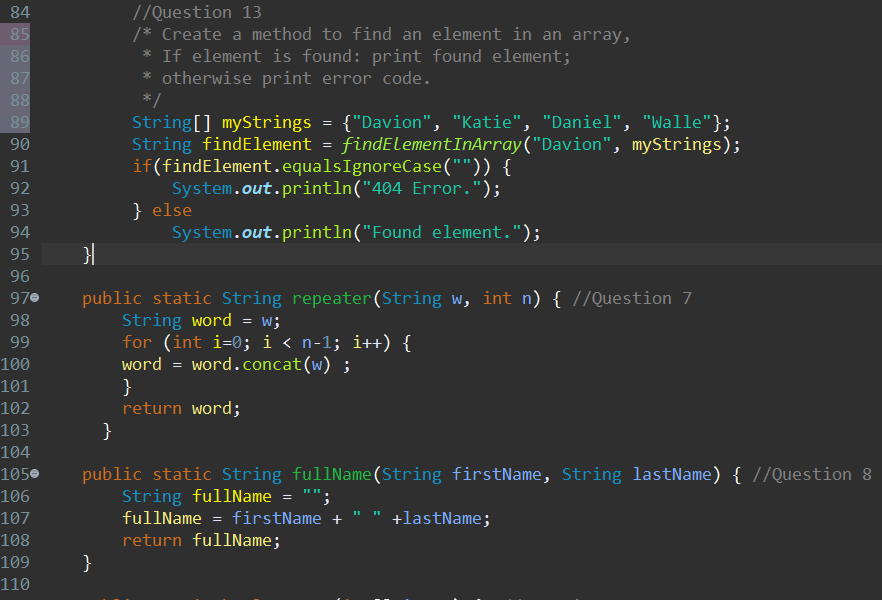 84 //Question 13
85 /* Create a method to find an element in an array,
86 * If element is found: print found element;
87 * otherwise print error code.
88 */
89 String[] myStrings = {"Davion", "Katie", "Daniel", "Walle"};
90 String findElement = findElementInArray("Davion", myStrings);
91 if(findElement.equalsIgnoreCase("")) {
92 System.out.println("404 Error.");
93 } else
94 System.out.println("Found element.");
95 }
96
97 public static String repeater(String w, int n) { //Question 7
98 String word = w;
99 for (int i=0; i < n-1; i++) {
100 word = word.concat(w) ;
101 }
102 return word;
103 }
104
105 public static String fullName(String firstName, String lastName) { //Question 8
106 String fullName = "";
107 fullName = firstName + " " +lastName;
108 return fullName;
109 }
110